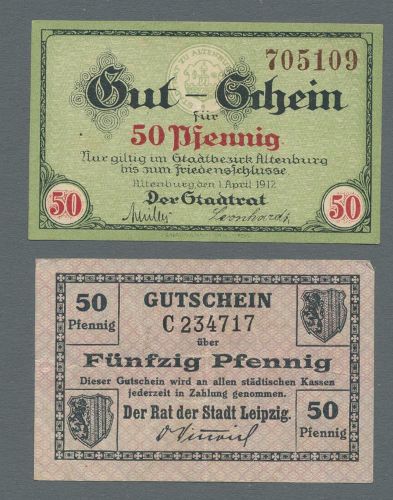 705109
Gut-Schein
für
50 Pfennig
Nur giltig im Stadtbezirk Altenburg
bis zum Friedensschlusse
Altenburg, den 1. April 1917
Der Stadtrat
50
50
Leonhardt
50
Pfennig
GUTSCHEIN
C 234717
über
Fünfzig Pfennig
Dieser Gutschein wird an allen städtischen Kassen
jederzeit in Zahlung genommen.
Der Rat der Stadt Leipzig.
50
Pfennig